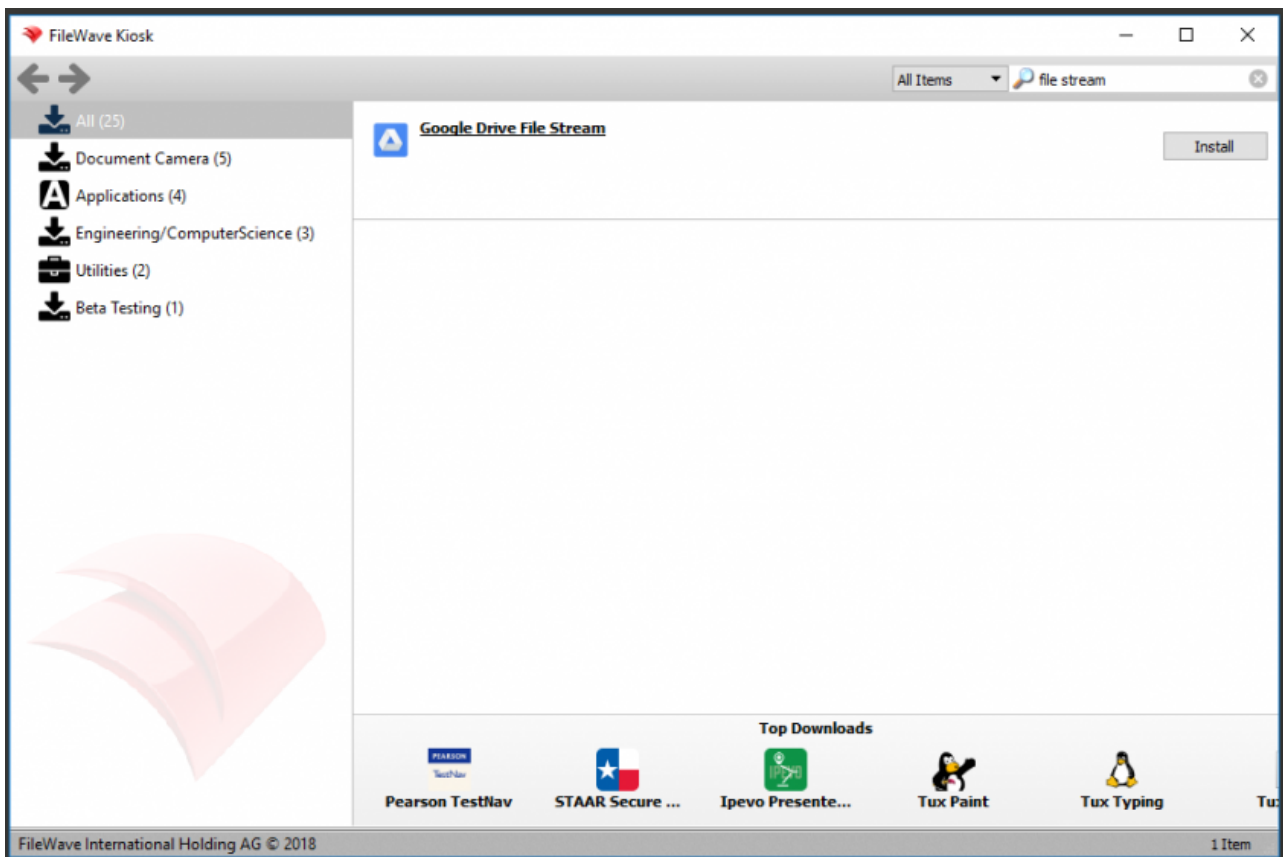 FileWave Kiosk
All Items
file stream
All (25)
Document Camera (5)
Applications (4)
Engineering/ComputerScience (3)
Utilities (2)
Beta Testing (1)
Google Drive File Stream
Install
Top Downloads
PEARSON
TestNav
IPEVO
Pearson TestNav
STAAR Secure ...
Ipevo Presente...
Tux Paint
Tux Typing
Tu
FileWave International Holding AG © 2018
1 Item